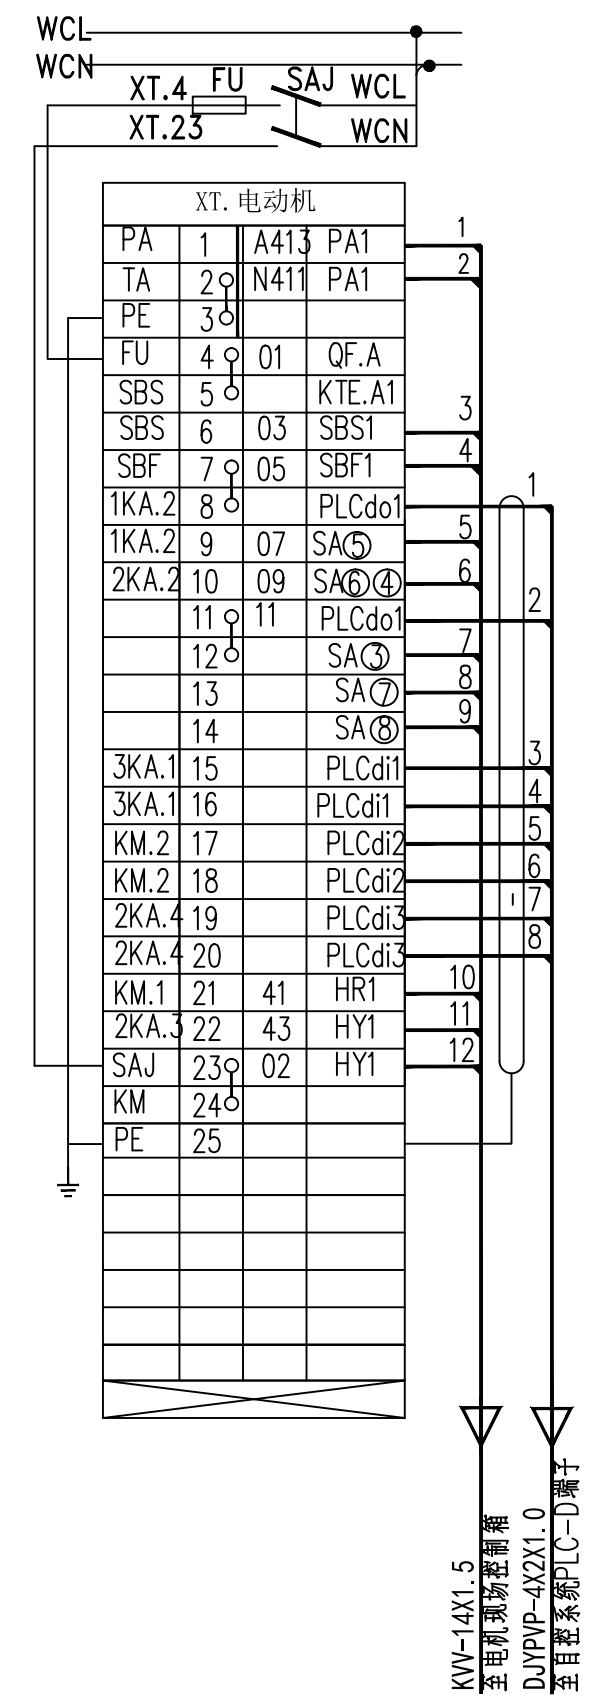 WCL
WCN
XT.4 FU SAJ WCL
XT.23 WCN
XT.电动机
PA 1 A413 PA1 1
TA 2 N411 PA1 2
PE 3
FU 4 01 QF.A
SBS 5 KTE.A1
SBS 6 03 SBS1 3
SBF 7 05 SBF1 4
1KA.2 8 PLCdo1 1
1KA.2 9 07 SA⑤ 5
2KA.2 10 09 SA⑥④ 6
11 11 PLCdo1 2
12 SA③ 7
13 SA⑦ 8
14 SA⑧ 9
3KA.1 15 PLCdi1 3
3KA.1 16 PLCdi1 4
KM.2 17 PLCdi2 5
KM.2 18 PLCdi2 6
2KA.4 19 PLCdi3 7
2KA.4 20 PLCdi3 8
KM.1 21 41 HR1 10
2KA.3 22 43 HY1 11
SAJ 23 02 HY1 12
KM 24
PE 25
KVV-14X1.5
至电机现场控制箱
DJYPVP-4X2X1.0
至自控系统PLC-D端子